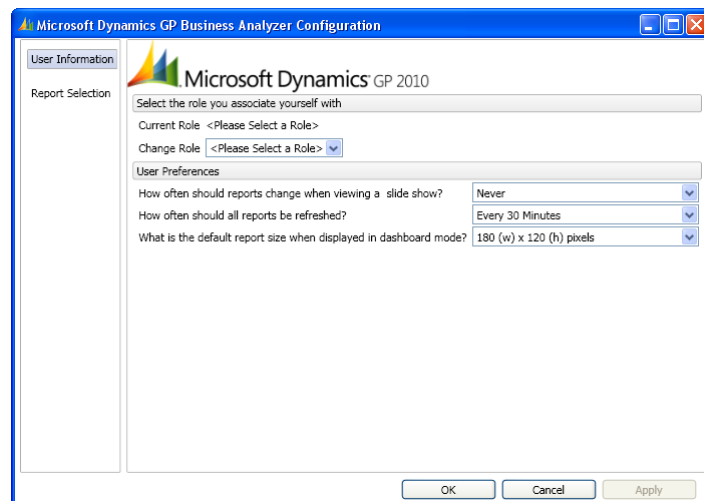 Microsoft Dynamics GP Business Analyzer Configuration
User Information
Report Selection
Microsoft Dynamics GP 2010
Select the role you associate yourself with
Current Role <Please Select a Role>
Change Role <Please Select a Role>
User Preferences
How often should reports change when viewing a slide show? Never
How often should all reports be refreshed? Every 30 Minutes
What is the default report size when displayed in dashboard mode? 180 (w) x 120 (h) pixels
OK Cancel Apply